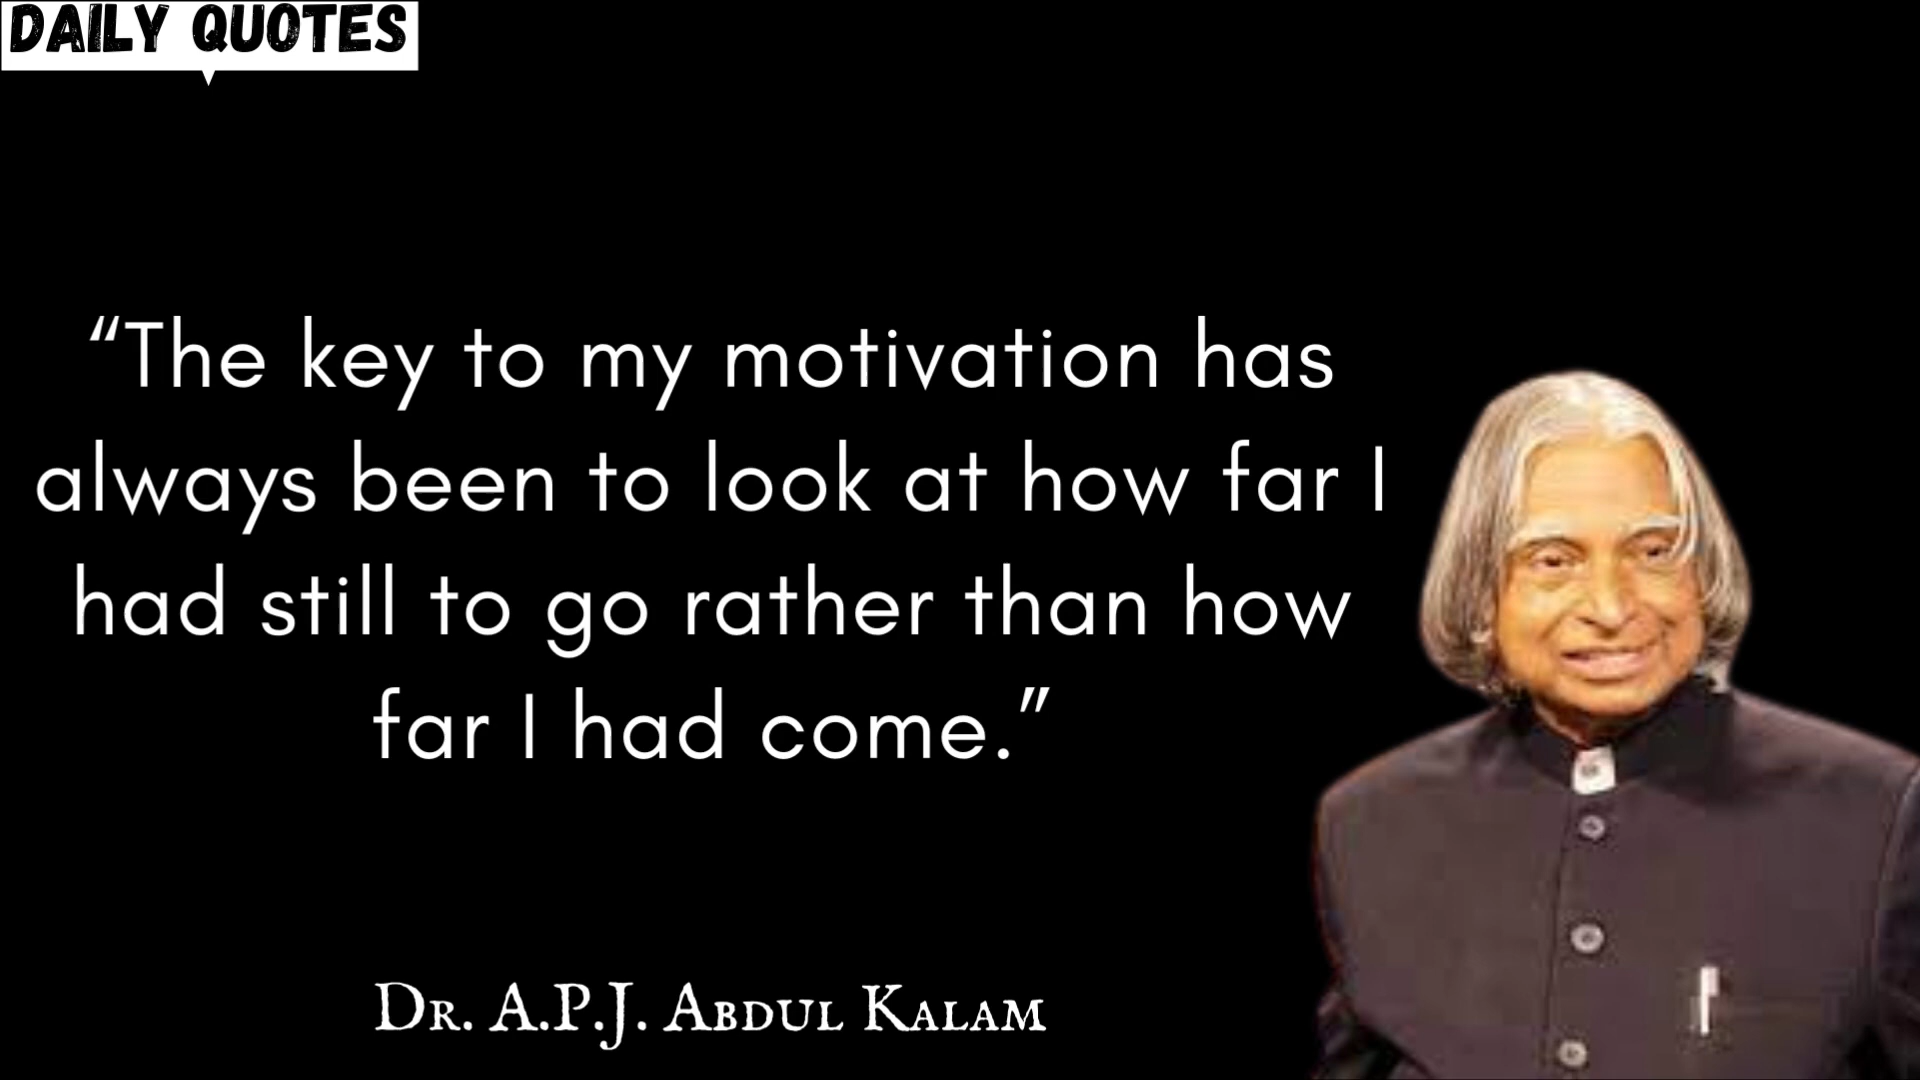 DAILY QUOTES
“The key to my motivation has
always been to look at how far I
had still to go rather than how
far I had come.”
Dr. A.P.J. Abdul Kalam